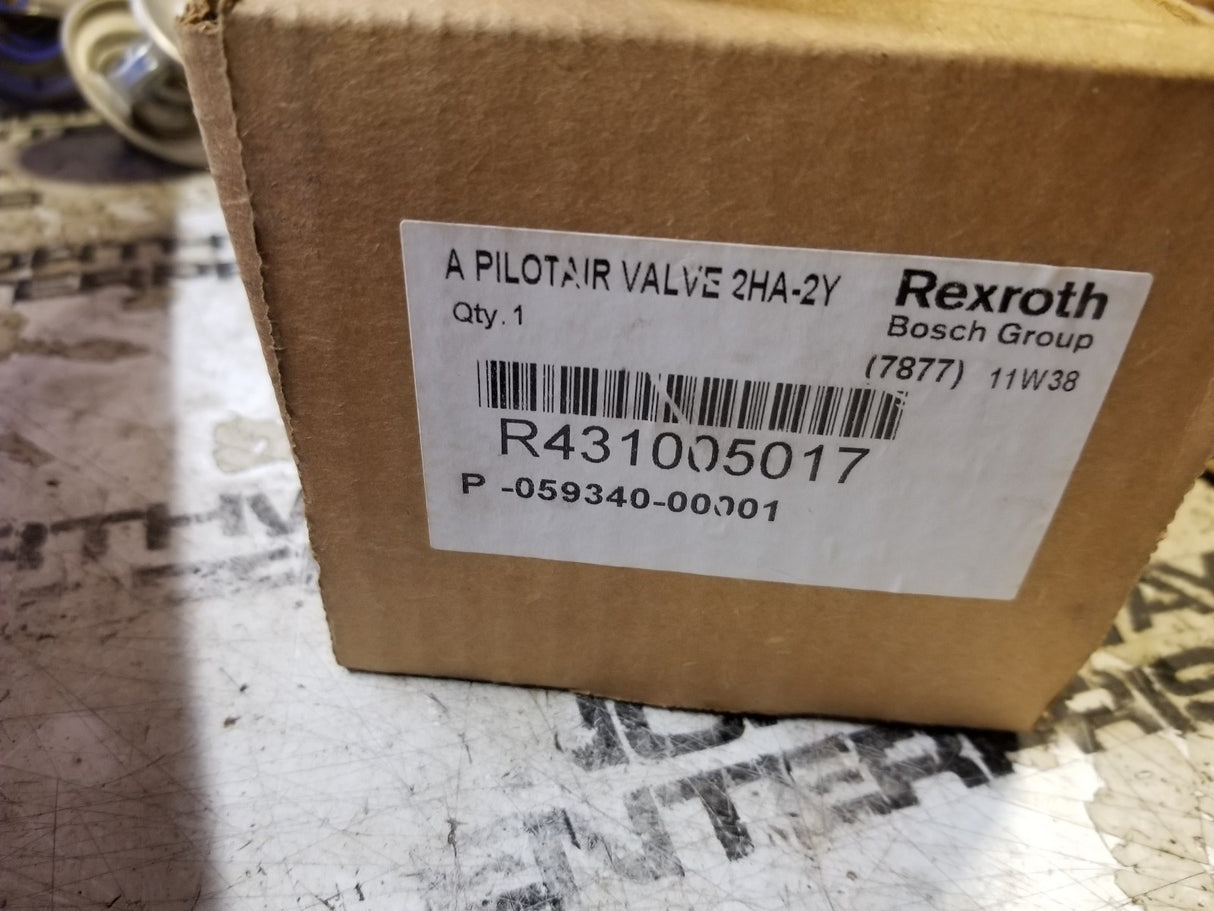 A PILOTAIR VALVE 2HA-2Y
Qty. 1
Rexroth
Bosch Group
(7877) 11W38
R431005017
P -059340-00001